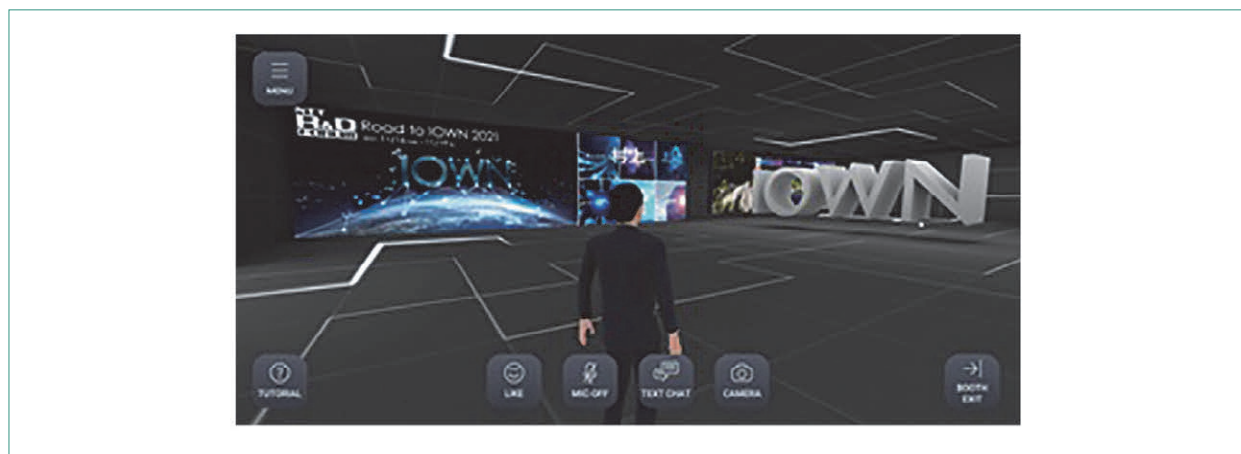 MENU
NTT
R&D
Road to IOWN 2021
IOWN
IOWN
TUTORIAL
LIKE
MIC OFF
TEXT CHAT
CAMERA
BOOTH
EXIT